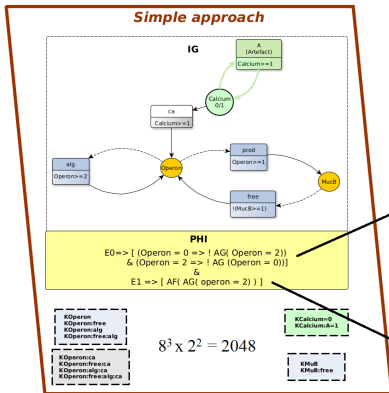 Simple approach
IG
A
(Artefact)
Calcium>=1
Calcium
0/1
ca
Calcium>=1
alg
Operon>=2
Operon
prod
Operon>=1
free
!(MucB>=1)
MucB
PHI
E0=> [ (Operon = 0 => ! AG( Operon = 2))
& (Operon = 2 => ! AG (Operon = 0))]
&
E1 => [ AF( AG( operon = 2) ) ]
KOperon
KOperon:free
KOperon:alg
KOperon:free:alg
KOperon:ca
KOperon:free:ca
KOperon:alg:ca
KOperon:free:alg:ca
8³ x 2² = 2048
KCalcium=0
KCalcium:A=1
KMuB
KMuB:free